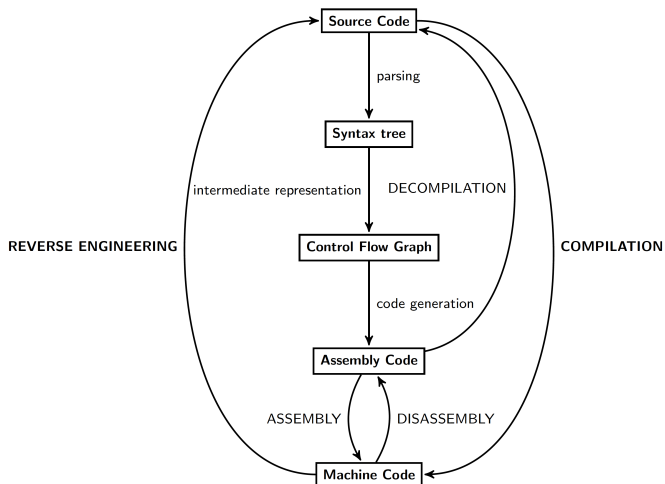 Source Code
parsing
Syntax tree
intermediate representation
DECOMPILATION
REVERSE ENGINEERING
Control Flow Graph
COMPILATION
code generation
Assembly Code
ASSEMBLY
DISASSEMBLY
Machine Code